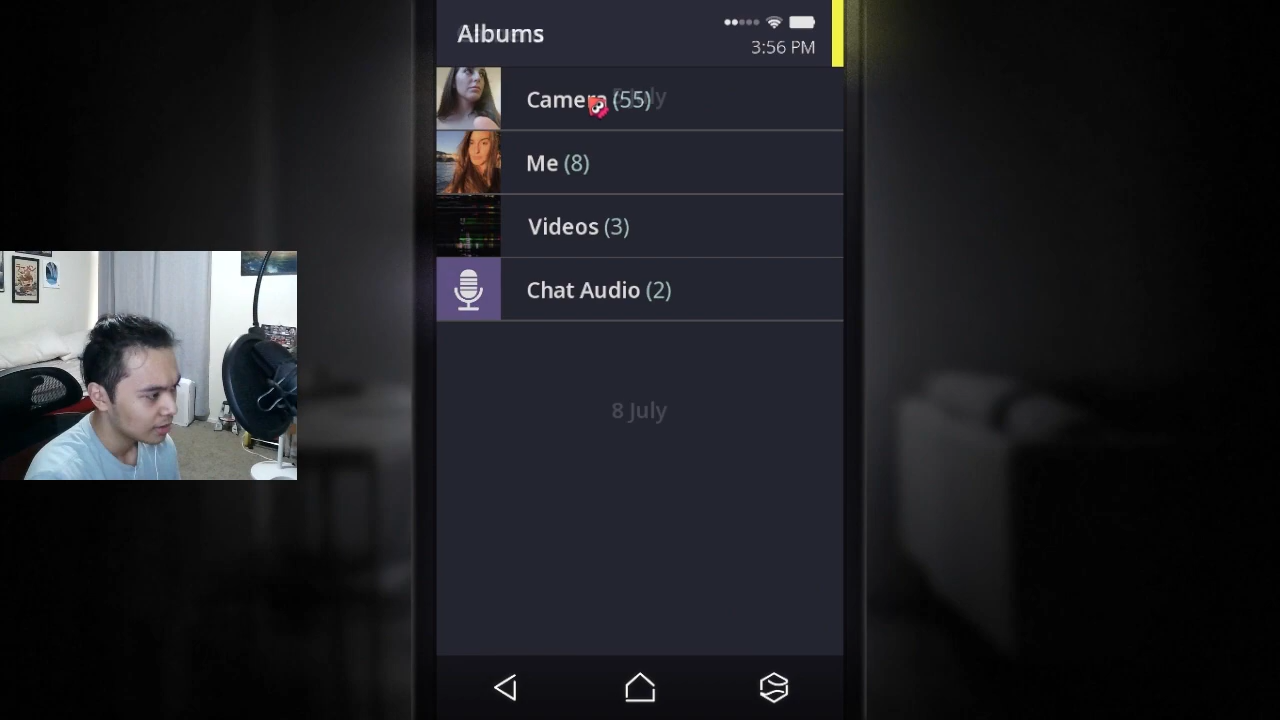 Albums
3:56 PM
Camera (55)
Me (8)
Videos (3)
Chat Audio (2)
8 July